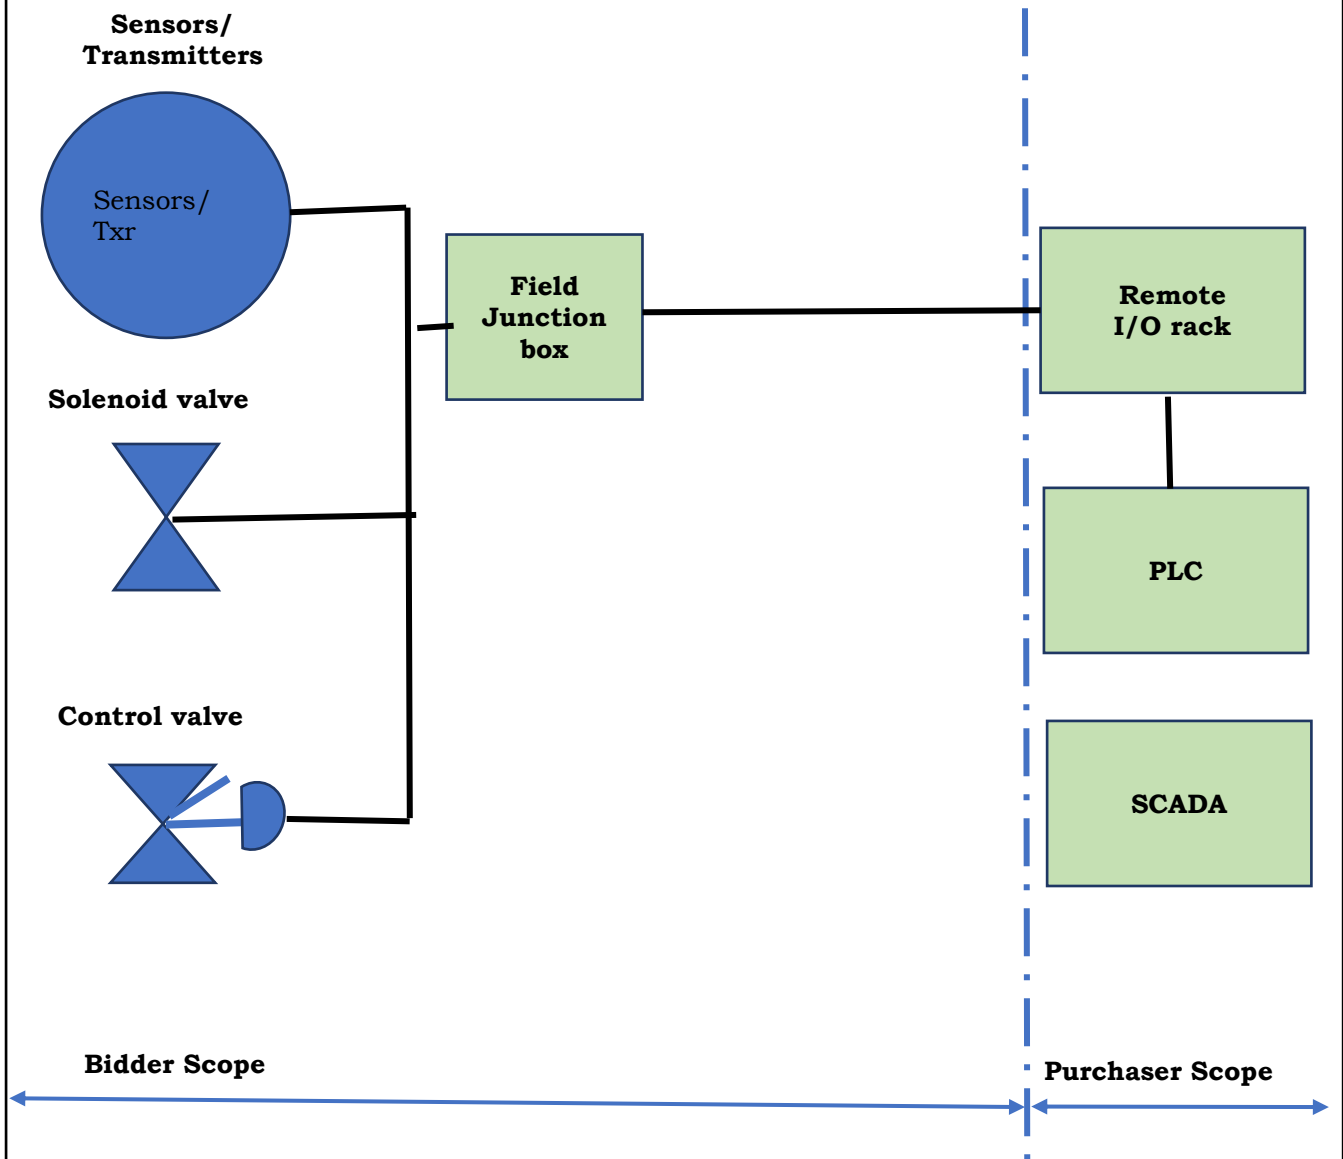 Sensors/
Transmitters
Sensors/
Txr
Field
Junction
box
Remote
I/O rack
Solenoid valve
PLC
Control valve
SCADA
Bidder Scope
Purchaser Scope